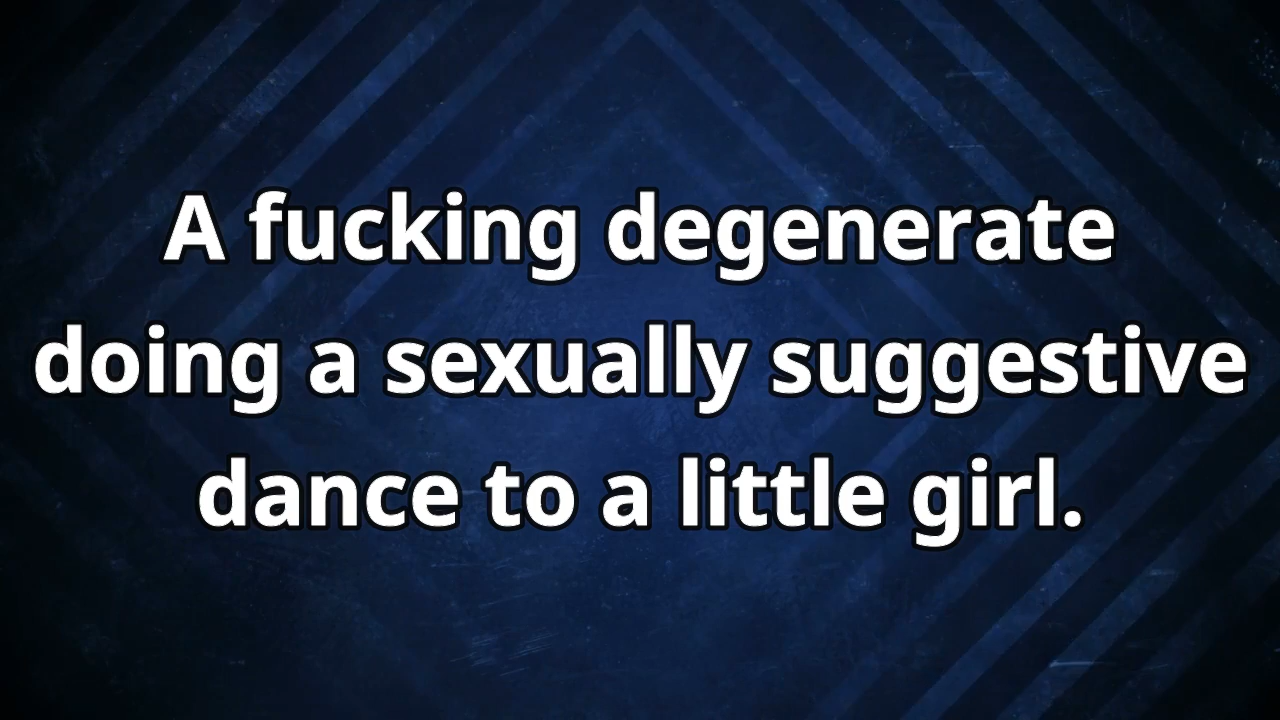 A fucking degenerate
doing a sexually suggestive
dance to a little girl.